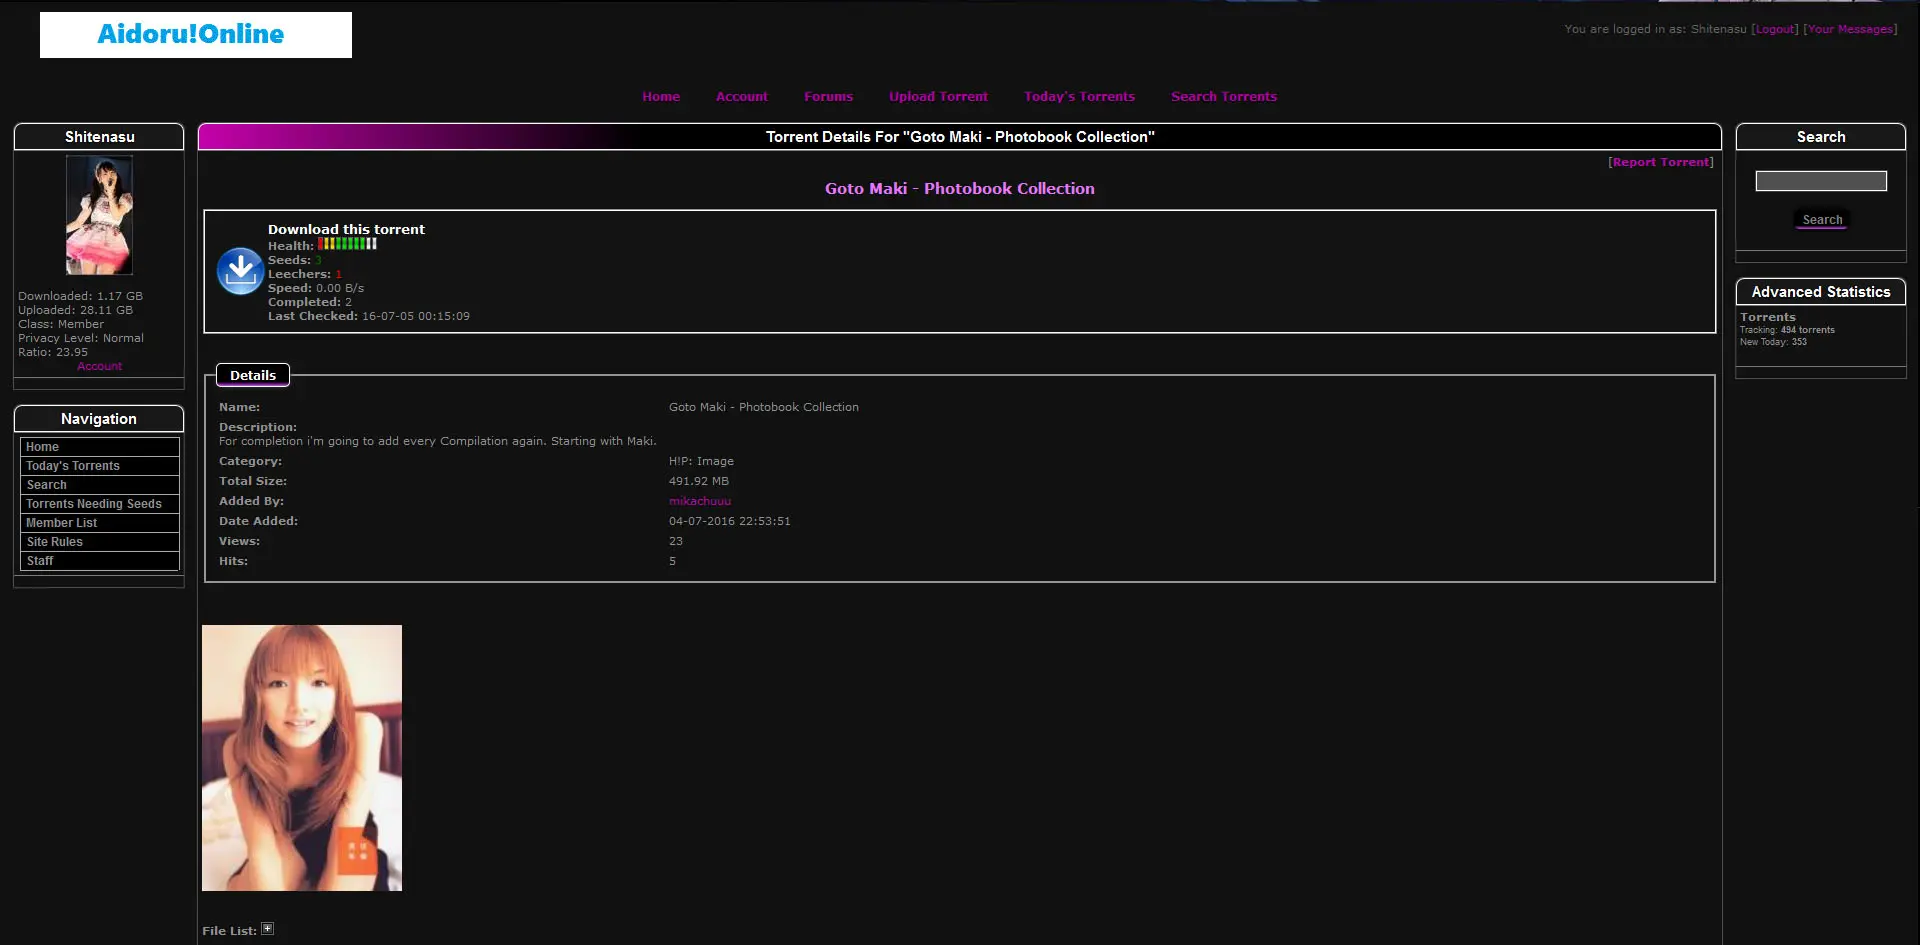 Aidoru!Online
You are logged in as: Shitenasu [Logout] [Your Messages]
Home Account Forums Upload Torrent Today's Torrents Search Torrents
Shitenasu
Downloaded: 1.17 GB
Uploaded: 28.11 GB
Class: Member
Privacy Level: Normal
Ratio: 23.95
Account
Navigation
Home
Today's Torrents
Search
Torrents Needing Seeds
Member List
Site Rules
Staff
Torrent Details For "Goto Maki - Photobook Collection"
[Report Torrent]
Goto Maki - Photobook Collection
Download this torrent
Health:
Seeds: 3
Leechers: 1
Speed: 0.00 B/s
Completed: 2
Last Checked: 16-07-05 00:15:09
Details
Name: Goto Maki - Photobook Collection
Description:
For completion i'm going to add every Compilation again. Starting with Maki.
Category: H!P: Image
Total Size: 491.92 MB
Added By: mikachuuu
Date Added: 04-07-2016 22:53:51
Views: 23
Hits: 5
File List:
Search
Search
Advanced Statistics
Torrents
Tracking: 494 torrents
New Today: 353